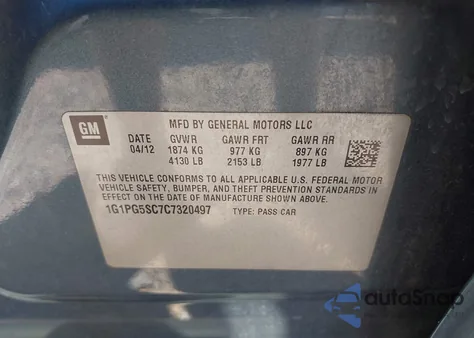 GM
MFD BY GENERAL MOTORS LLC
04/12 GVWR GAWR FRT GAWR RR
1874 KG 977 KG 897 KG
4130 LB 2153 LB 1977 LB
THIS VEHICLE CONFORMS TO ALL APPLICABLE U.S. FEDERAL MOTOR
VEHICLE SAFETY, BUMPER, AND THEFT PREVENTION STANDARDS IN
EFFECT ON THE DATE OF MANUFACTURE SHOWN ABOVE.
1G1PG5SC7C7320497 TYPE: PASS CAR
autoSnap